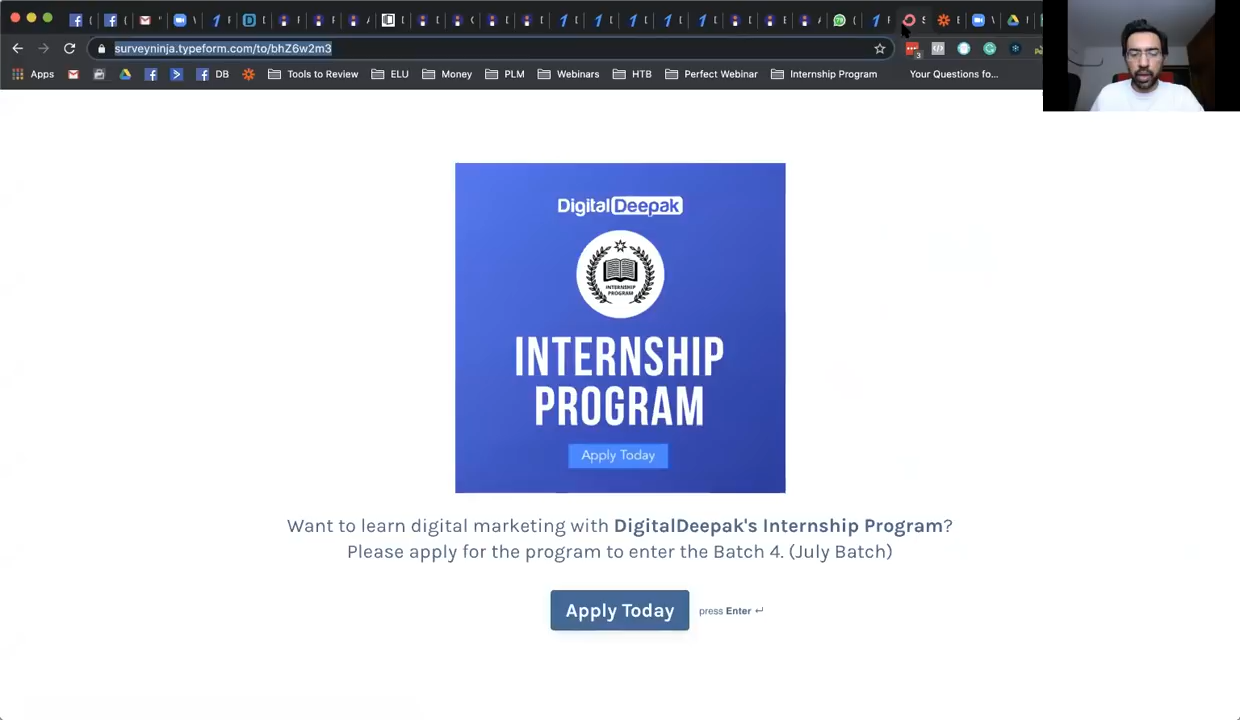 surveyninja.typeform.com/to/bhZ6w2m3
Apps DB Tools to Review ELU Money PLM Webinars HTB Perfect Webinar Internship Program Your Questions fo...
DigitalDeepak
INTERNSHIP
PROGRAM
INTERNSHIP
PROGRAM
Apply Today
Want to learn digital marketing with DigitalDeepak's Internship Program?
Please apply for the program to enter the Batch 4. (July Batch)
Apply Today press Enter ↵